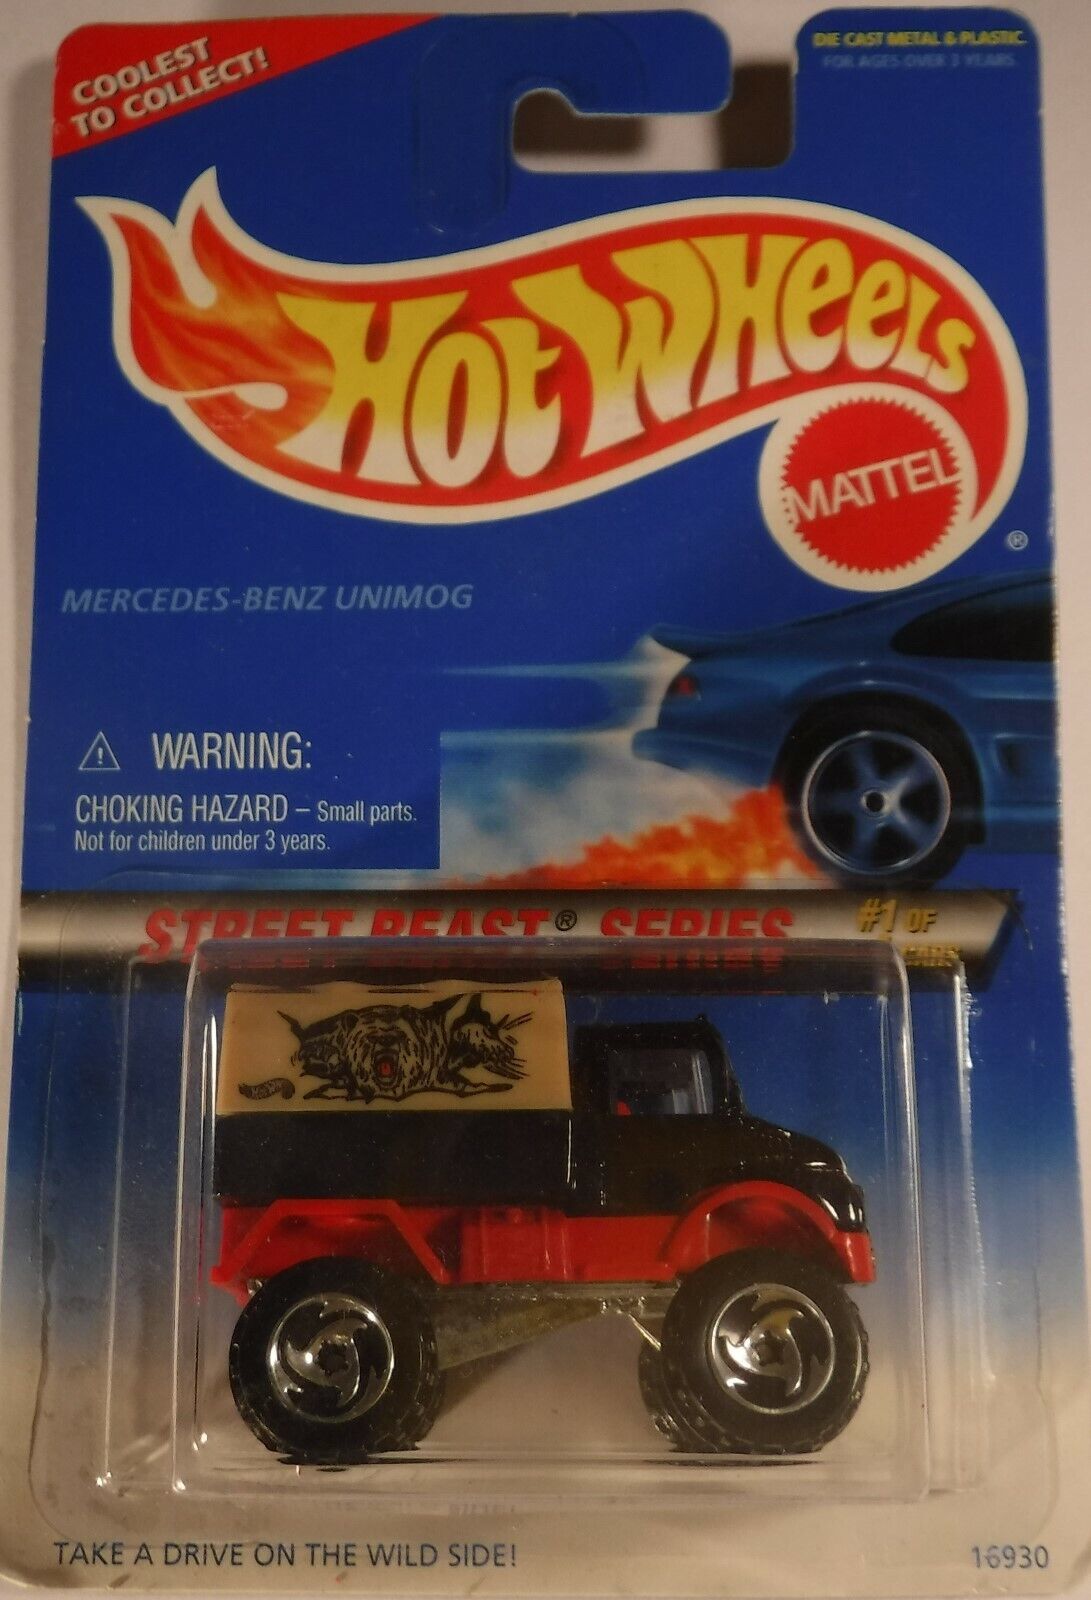 COOLEST
TO COLLECT!
DIE CAST METAL & PLASTIC.
FOR AGES OVER 3 YEARS.
HOT WHEELS
MATTEL
®
MERCEDES-BENZ UNIMOG
WARNING:
CHOKING HAZARD – Small parts.
Not for children under 3 years.
STREET BEAST® SERIES
#1 OF
CARS
TAKE A DRIVE ON THE WILD SIDE!
16930